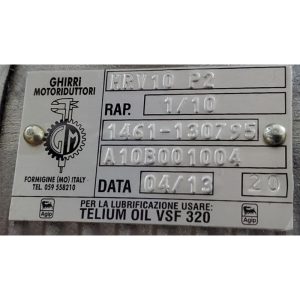 GHIRRI
MOTORIDUTTORI
GM
FORMIGINE (MO) ITALY
TEL. 059 558210
MRV10 P2
RAP. 1/10
1461-130795
A10B001004
DATA 04/13 20
PER LA LUBRIFICAZIONE USARE:
TELIUM OIL VSF 320
Agip
Agip